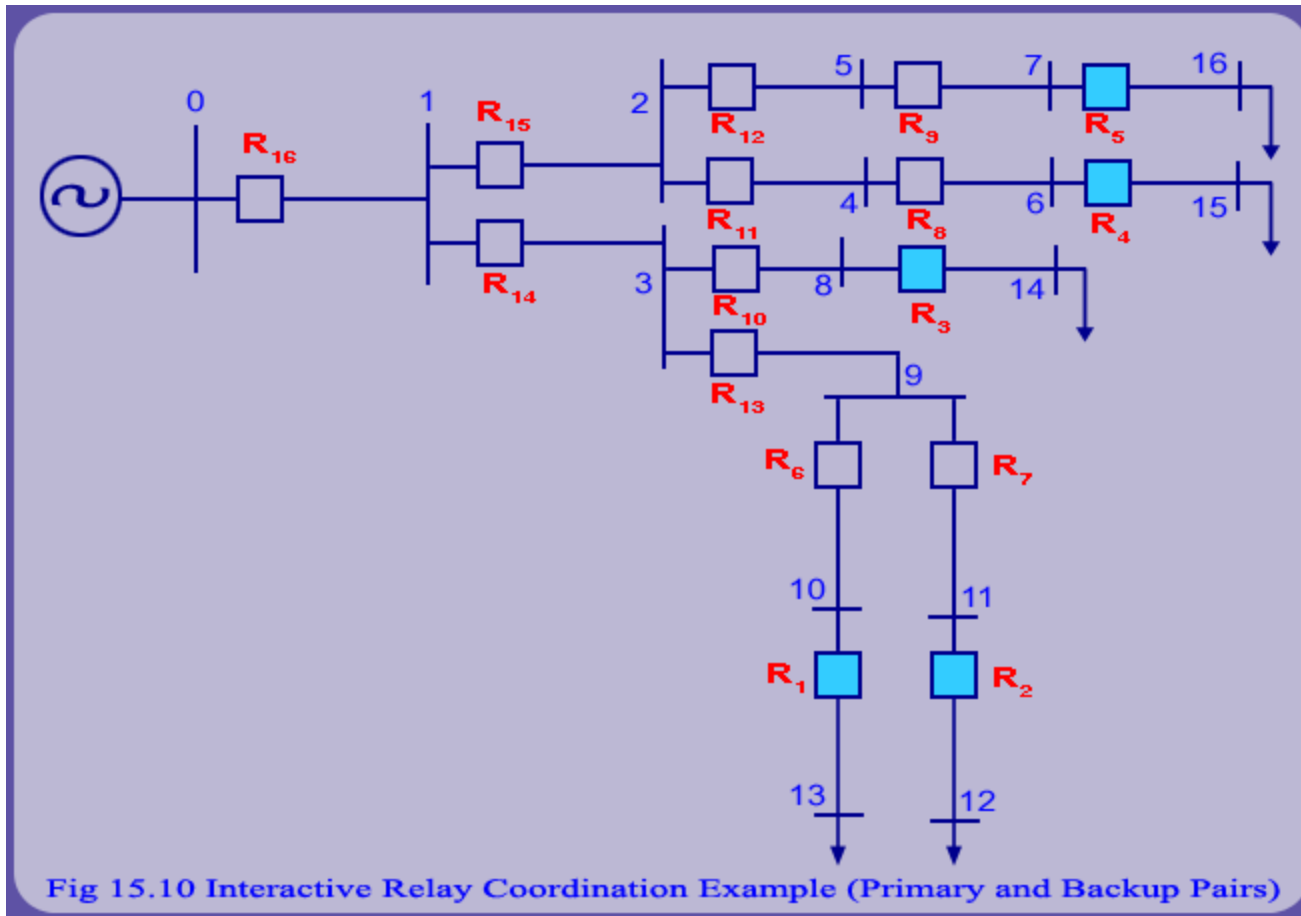 0
1
2
5
7
16
R₁₆
R₁₅
R₁₂
R₉
R₅
4
6
15
R₁₁
R₈
R₄
R₁₄
3
8
14
R₁₀
R₃
R₁₃
9
R₆
R₇
10
11
R₁
R₂
13
12
Fig 15.10 Interactive Relay Coordination Example (Primary and Backup Pairs)